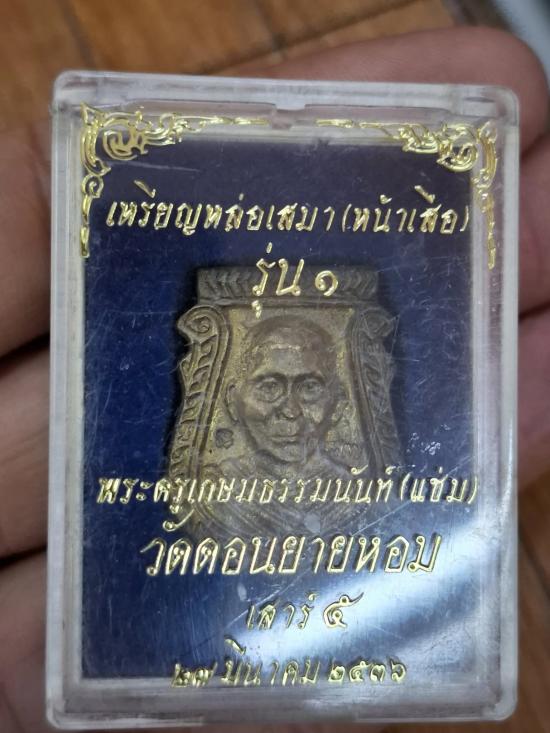 เหรียญหล่อเสมา(หน้าเสือ)
รุ่น ๑
พระครูเกษมธรรมนันท์(แช่ม)
วัดดอนยายหอม
เสาร์ ๕
๒๗ มีนาคม ๒๕๓๖